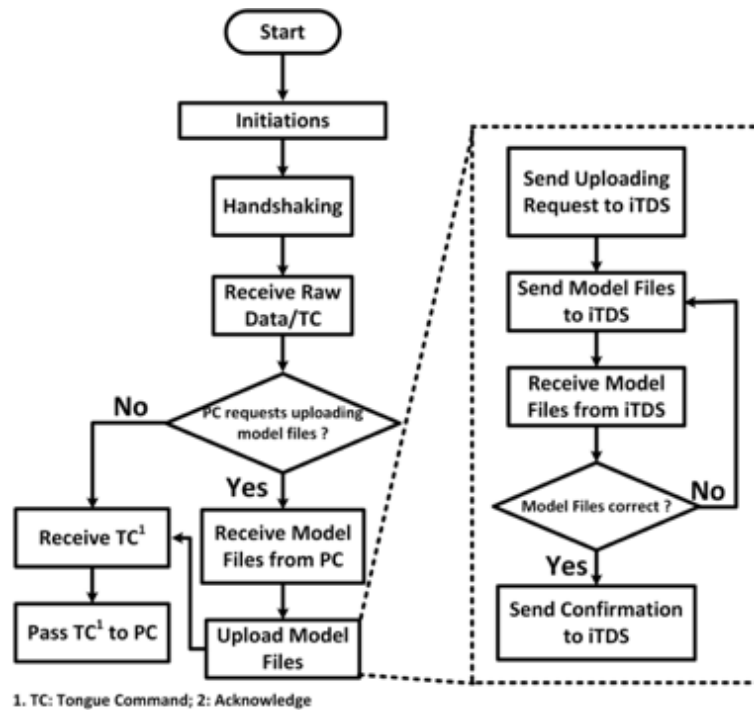 Start
Initiations
Handshaking
Receive Raw
Data/TC
PC requests uploading
model files ?
No
Yes
Receive TC¹
Receive Model
Files from PC
Pass TC¹ to PC
Upload Model
Files
Send Uploading
Request to iTDS
Send Model Files
to iTDS
Receive Model
Files from iTDS
Model Files correct ?
No
Yes
Send Confirmation
to iTDS
1. TC: Tongue Command; 2: Acknowledge